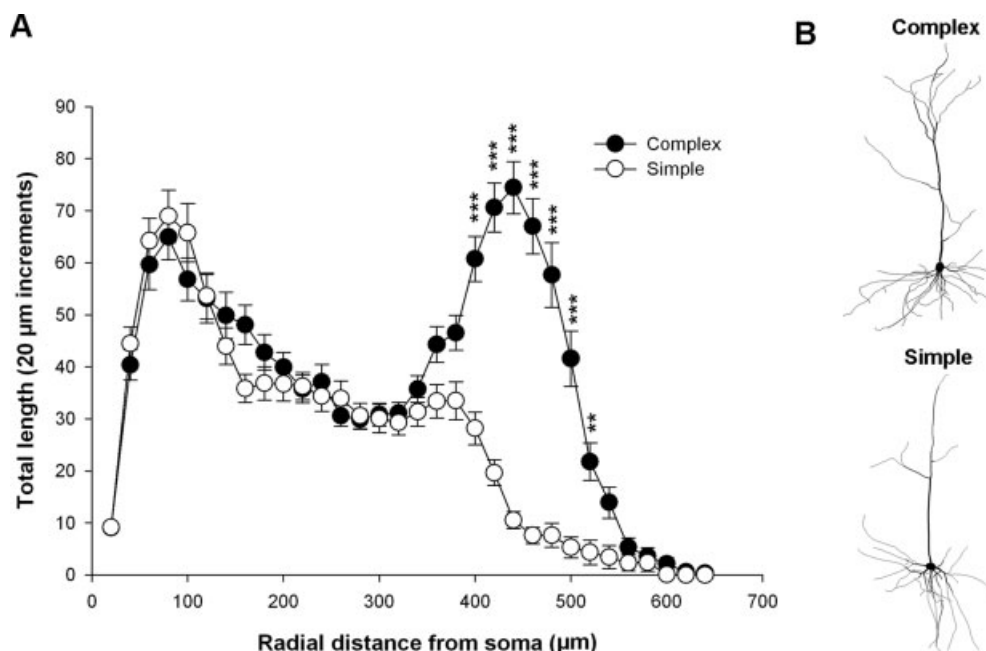 A
B
Complex
90
80
70
60
50
40
30
20
10
0
Total length (20 µm increments)
***
***
***
***
***
***
**
Complex
Simple
Simple
0 100 200 300 400 500 600 700
Radial distance from soma (µm)